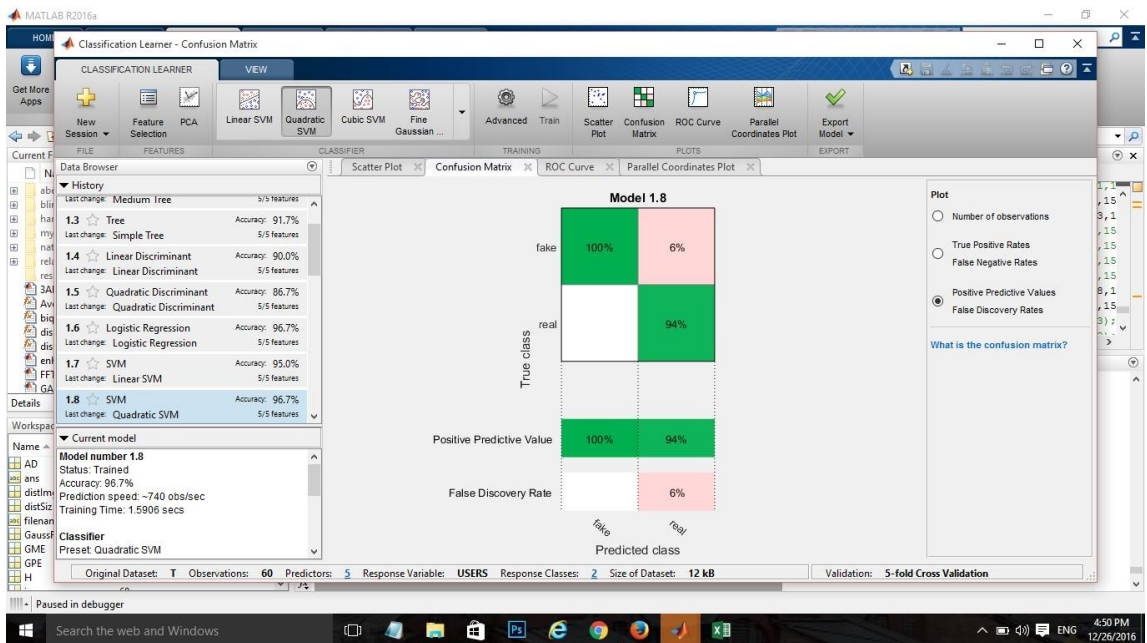 MATLAB R2016a
HOM
Classification Learner - Confusion Matrix
CLASSIFICATION LEARNER VIEW
Get More Apps
New Session
Feature Selection
PCA
Linear SVM
Quadratic SVM
Cubic SVM
Fine Gaussian ...
Advanced
Train
Scatter Plot
Confusion Matrix
ROC Curve
Parallel Coordinates Plot
Export Model
FILE FEATURES CLASSIFIER TRAINING PLOTS EXPORT
Current F
Data Browser
Scatter Plot Confusion Matrix ROC Curve Parallel Coordinates Plot
History
Last change: Medium Tree 5/5 features
1.3 Tree Accuracy: 91.7%
Last change: Simple Tree 5/5 features
1.4 Linear Discriminant Accuracy: 90.0%
Last change: Linear Discriminant 5/5 features
1.5 Quadratic Discriminant Accuracy: 86.7%
Last change: Quadratic Discriminant 5/5 features
1.6 Logistic Regression Accuracy: 96.7%
Last change: Logistic Regression 5/5 features
1.7 SVM Accuracy: 95.0%
Last change: Linear SVM 5/5 features
1.8 SVM Accuracy: 96.7%
Last change: Quadratic SVM 5/5 features
Current model
Model number 1.8
Status: Trained
Accuracy: 96.7%
Prediction speed: ~740 obs/sec
Training Time: 1.5906 secs
Classifier
Preset: Quadratic SVM
Model 1.8
fake 100% 6%
real 94%
True class
Positive Predictive Value 100% 94%
False Discovery Rate 6%
fake real
Predicted class
Plot
Number of observations
True Positive Rates
False Negative Rates
Positive Predictive Values
False Discovery Rates
What is the confusion matrix?
Details
Workspac
Name
AD
ans
distIm
distSiz
filenan
GaussF
GME
GPE
H
Original Dataset: T Observations: 60 Predictors: 5 Response Variable: USERS Response Classes: 2 Size of Dataset: 12 kB Validation: 5-fold Cross Validation
Paused in debugger
Search the web and Windows
ENG
4:50 PM